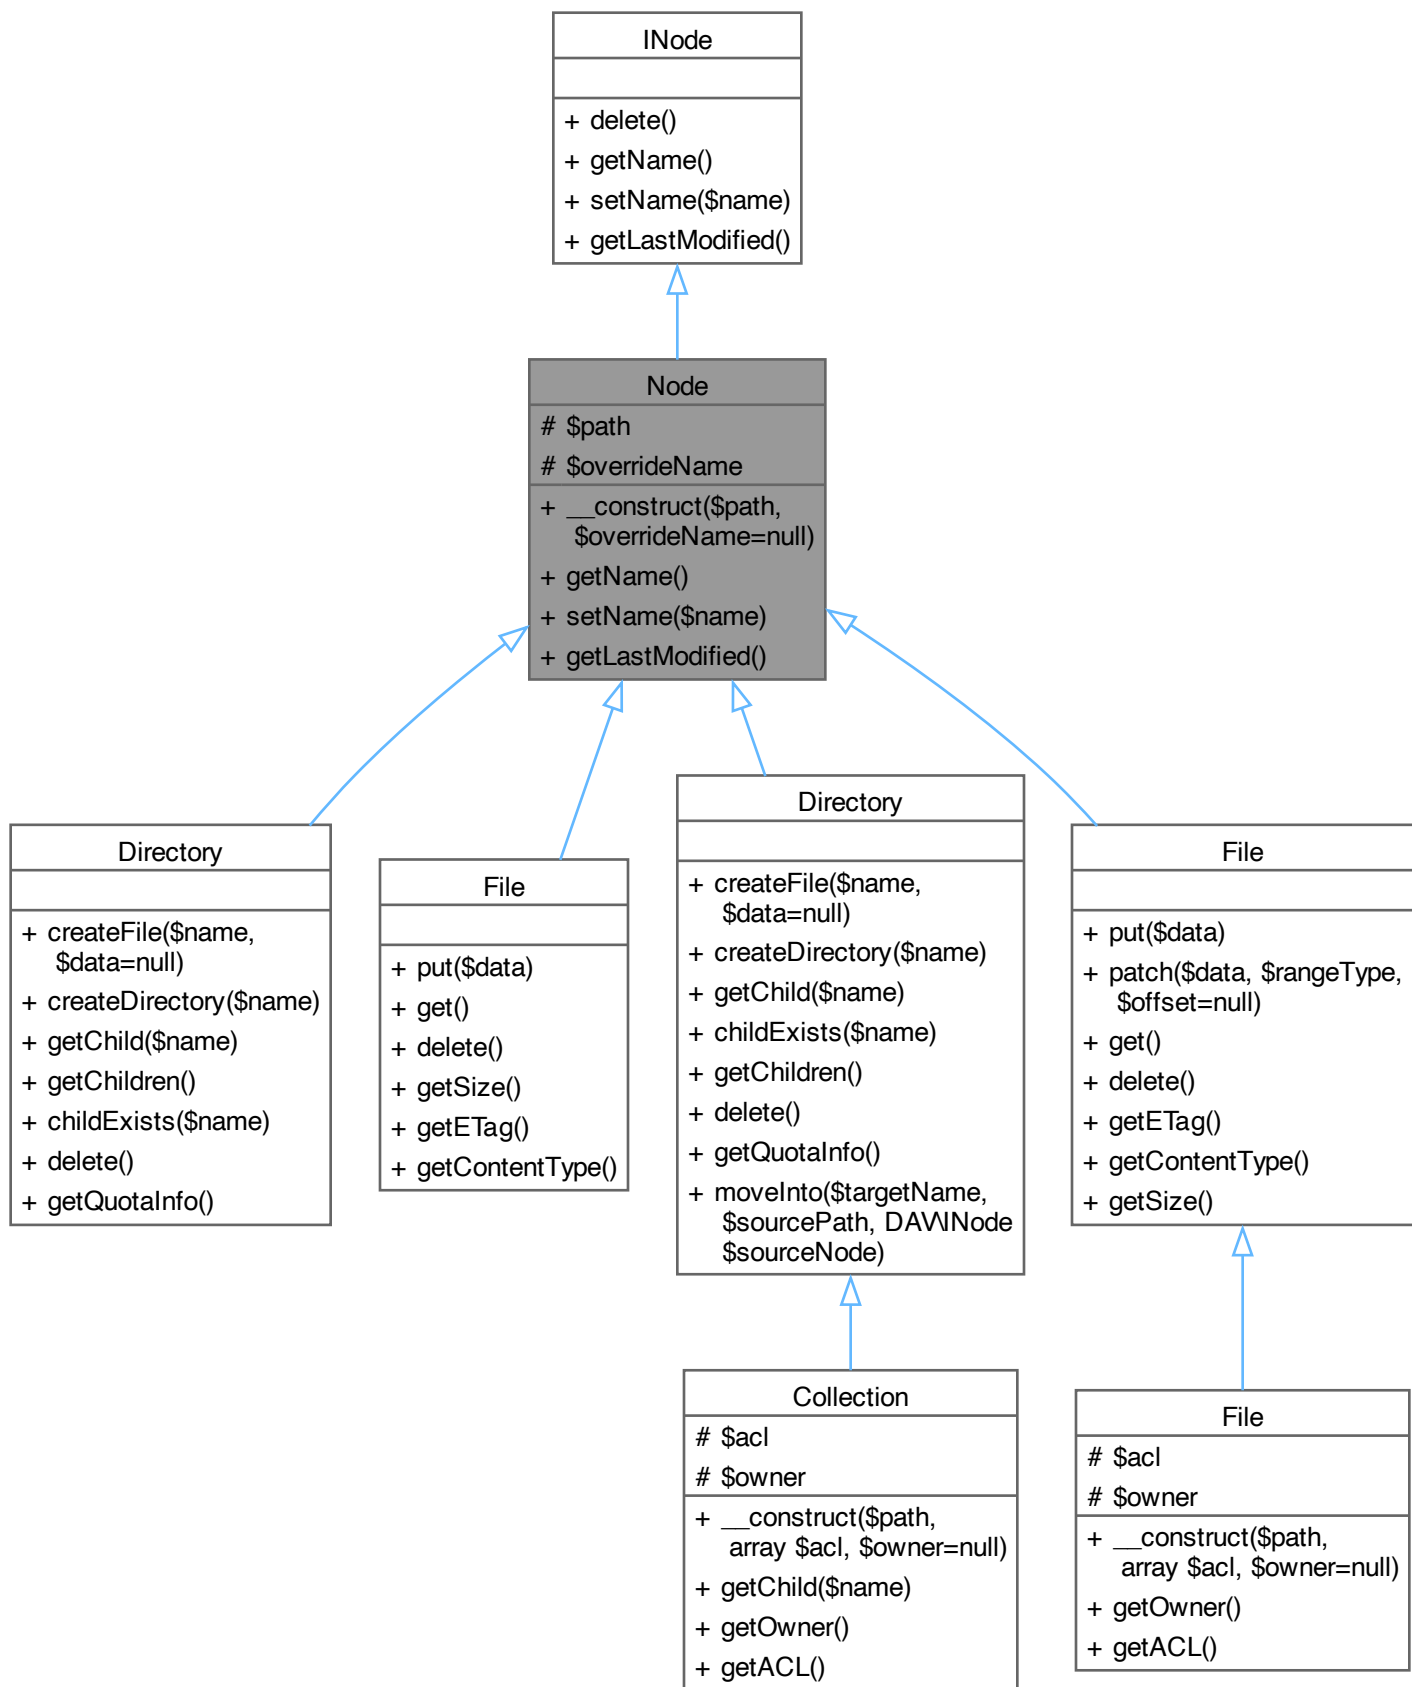 INode
+ delete()
+ getName()
+ setName($name)
+ getLastModified()
Node
# $path
# $overrideName
+ __construct($path,
$overrideName=null)
+ getName()
+ setName($name)
+ getLastModified()
Directory
+ createFile($name,
$data=null)
+ createDirectory($name)
+ getChild($name)
+ getChildren()
+ childExists($name)
+ delete()
+ getQuotaInfo()
File
+ put($data)
+ get()
+ delete()
+ getSize()
+ getETag()
+ getContentType()
Directory
+ createFile($name,
$data=null)
+ createDirectory($name)
+ getChild($name)
+ childExists($name)
+ getChildren()
+ delete()
+ getQuotaInfo()
+ moveInto($targetName,
$sourcePath, DAV\INode
$sourceNode)
File
+ put($data)
+ patch($data, $rangeType,
$offset=null)
+ get()
+ delete()
+ getETag()
+ getContentType()
+ getSize()
Collection
# $acl
# $owner
+ __construct($path,
array $acl, $owner=null)
+ getChild($name)
+ getOwner()
+ getACL()
File
# $acl
# $owner
+ __construct($path,
array $acl, $owner=null)
+ getOwner()
+ getACL()